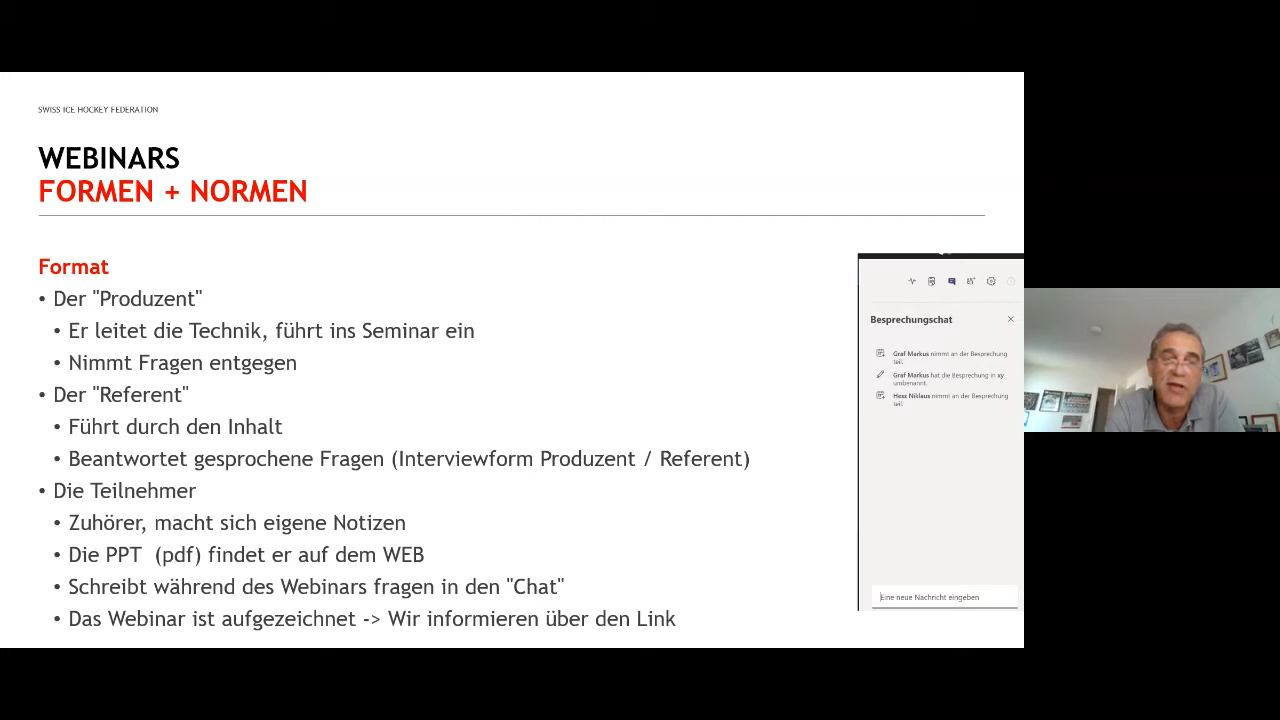 SWISS ICE HOCKEY FEDERATION
WEBINARS
FORMEN + NORMEN
Format
• Der "Produzent"
• Er leitet die Technik, führt ins Seminar ein
• Nimmt Fragen entgegen
• Der "Referent"
• Führt durch den Inhalt
• Beantwortet gesprochene Fragen (Interviewform Produzent / Referent)
• Die Teilnehmer
• Zuhörer, macht sich eigene Notizen
• Die PPT (pdf) findet er auf dem WEB
• Schreibt während des Webinars fragen in den "Chat"
• Das Webinar ist aufgezeichnet -> Wir informieren über den Link
Besprechungschat
Graf Markus nimmt an der Besprechung
teil.
Graf Markus hat die Besprechung in xy
umbenannt.
Hess Niklaus nimmt an der Besprechung
teil.
Eine neue Nachricht eingeben